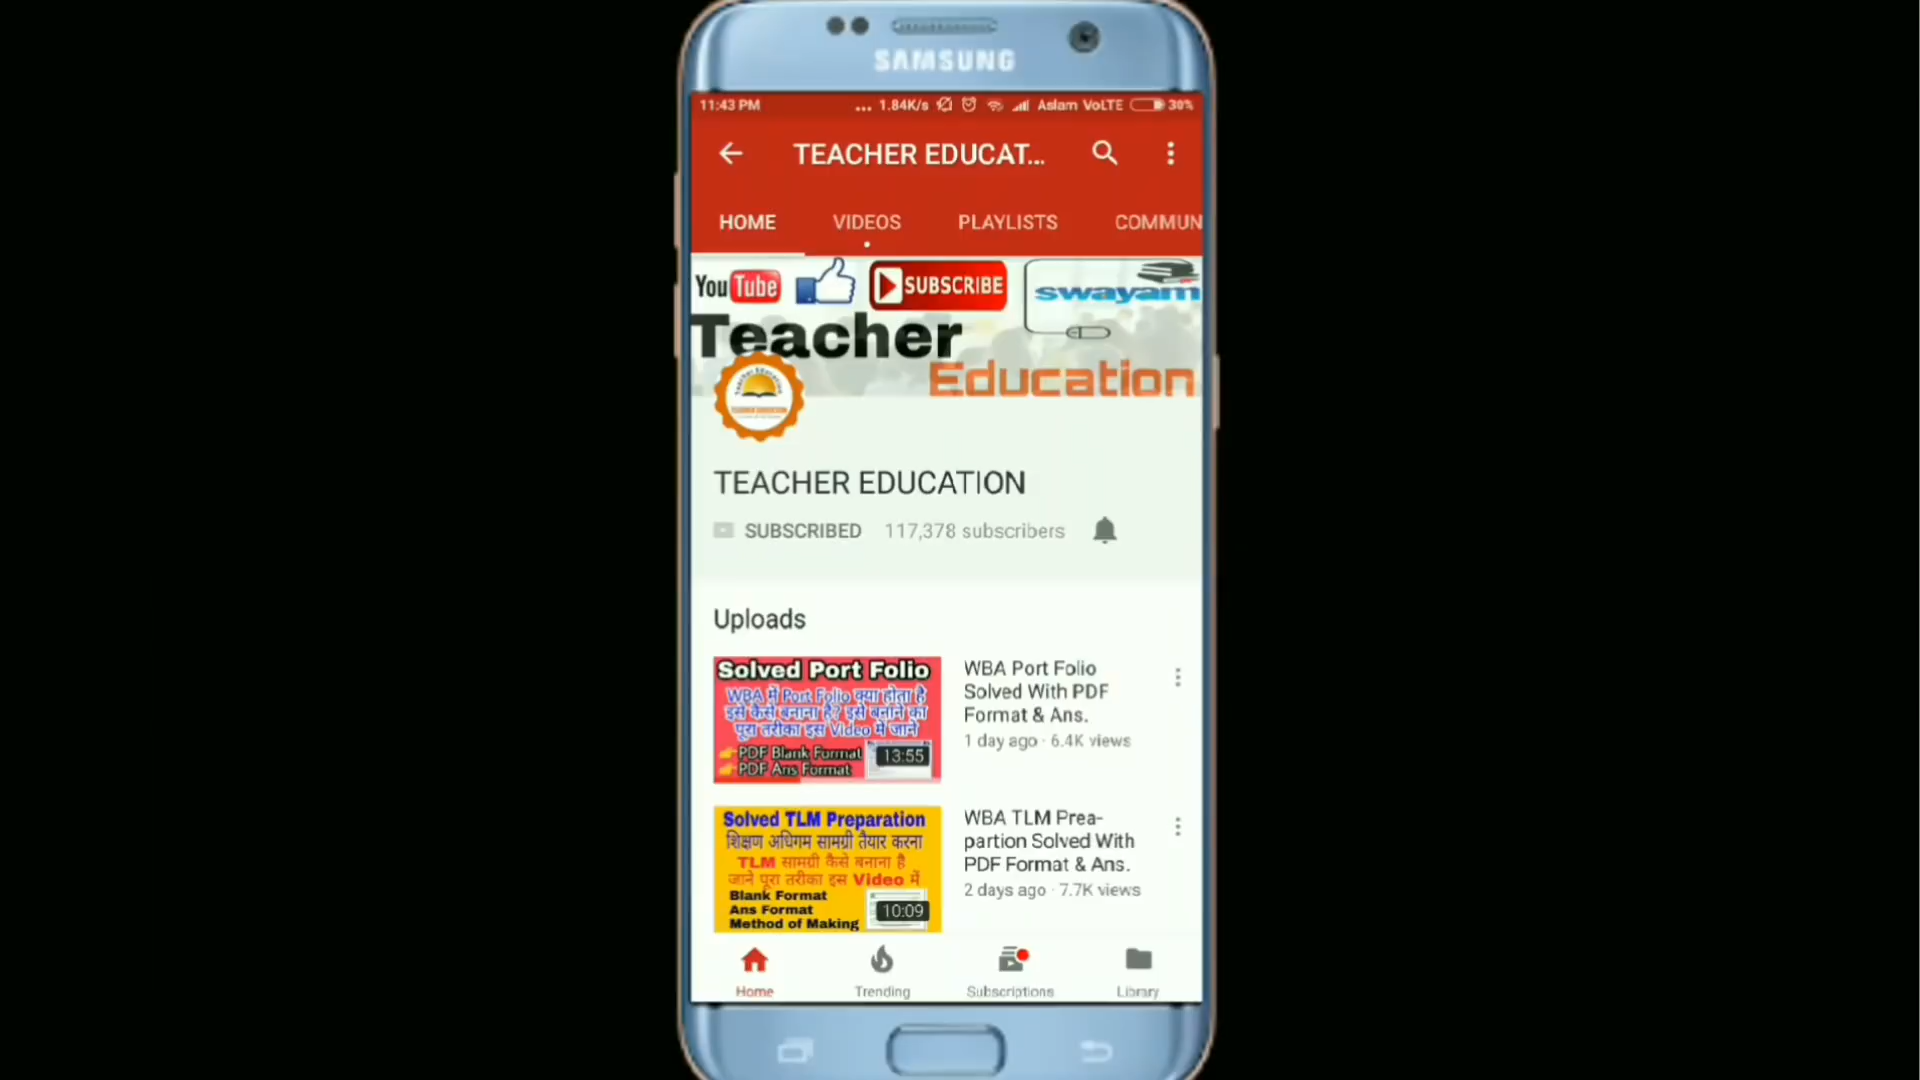 SAMSUNG
11:43 PM ... 1.84K/s Aslam VoLTE 30%
TEACHER EDUCAT...
HOME VIDEOS PLAYLISTS COMMUN
YouTube SUBSCRIBE swayam
Teacher
Education
TEACHER EDUCATION
SUBSCRIBED 117,378 subscribers
Uploads
Solved Port Folio
WBA में Port Folio क्या होता है
इसे कैसे बनाना है? इसे बनाने का
पूरा तरीका इस Video में जाने
PDF Blank Format
PDF Ans Format
13:55
WBA Port Folio
Solved With PDF
Format & Ans.
1 day ago · 6.4K views
Solved TLM Preparation
शिक्षण अधिगम सामग्री तैयार करना
TLM सामग्री कैसे बनाना है
जाने पूरा तरीका इस Video में
Blank Format
Ans Format
Method of Making
10:09
WBA TLM Prea-
partion Solved With
PDF Format & Ans.
2 days ago · 7.7K views
Home Trending Subscriptions Library